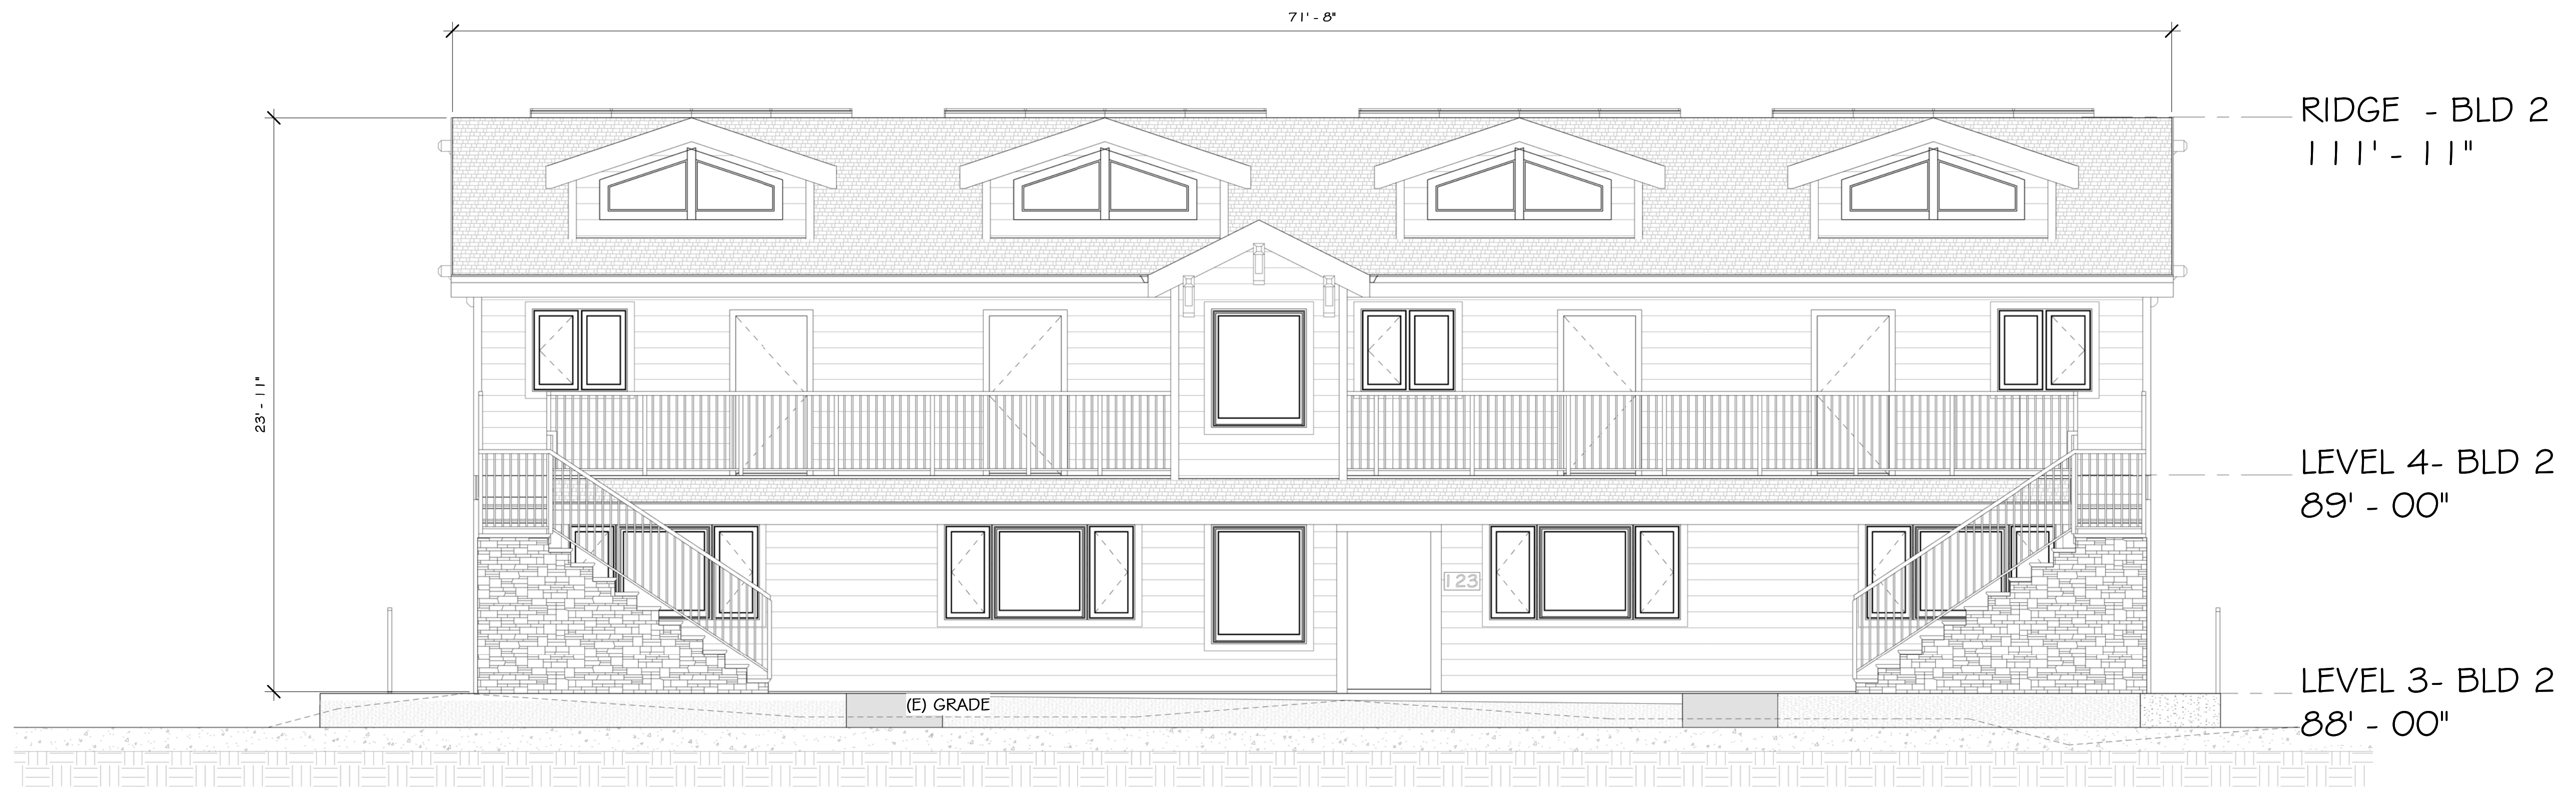 71' - 8"
RIDGE - BLD 2
111' - 11"
23' - 11"
LEVEL 4- BLD 2
89' - 00"
123
LEVEL 3- BLD 2
88' - 00"
(E) GRADE